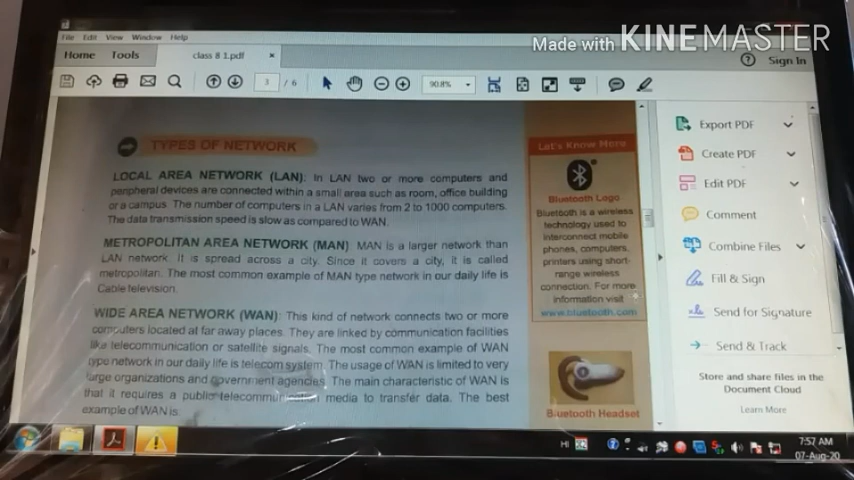 Made with KINEMASTER
File Edit View Window Help
Home Tools class 8 1.pdf ×
Sign In
3 / 6 90.8%
TYPES OF NETWORK
LOCAL AREA NETWORK (LAN): In LAN two or more computers and
peripheral devices are connected within a small area such as room, office building
or a campus. The number of computers in a LAN varies from 2 to 1000 computers.
The data transmission speed is slow as compared to WAN.
METROPOLITAN AREA NETWORK (MAN): MAN is a larger network than
LAN network. It is spread across a city. Since it covers a city, it is called
metropolitan. The most common example of MAN type network in our daily life is
Cable television.
WIDE AREA NETWORK (WAN): This kind of network connects two or more
computers located at far away places. They are linked by communication facilities
like telecommunication or satellite signals. The most common example of WAN
type network in our daily life is telecom system. The usage of WAN is limited to very
large organizations and government agencies. The main characteristic of WAN is
that it requires a public telecommunication media to transfer data. The best
example of WAN is
Let's Know More
Bluetooth Logo
Bluetooth is a wireless
technology used to
interconnect mobile
phones, computers,
printers using short-
range wireless
connection. For more
information visit
www.bluetooth.com
Bluetooth Headset
Export PDF
Create PDF
Edit PDF
Comment
Combine Files
Fill & Sign
Send for Signature
Send & Track
Store and share files in the
Document Cloud
Learn More
HI
7:57 AM
07-Aug-20